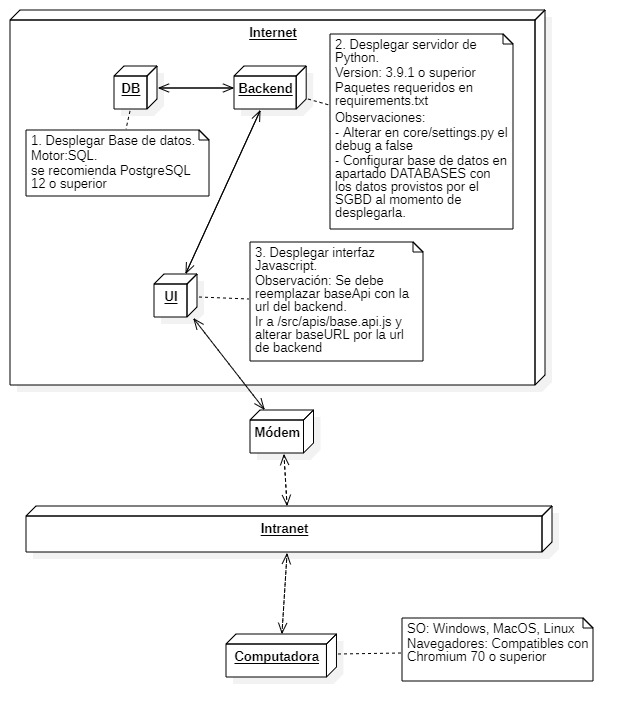 Internet
DB
Backend
2. Desplegar servidor de
Python.
Version: 3.9.1 o superior
Paquetes requeridos en
requirements.txt
Observaciones:
- Alterar en core/settings.py el
debug a false
- Configurar base de datos en
apartado DATABASES con
los datos provistos por el
SGBD al momento de
desplegarla.
1. Desplegar Base de datos.
Motor:SQL.
se recomienda PostgreSQL
12 o superior
UI
3. Desplegar interfaz
Javascript.
Observación: Se debe
reemplazar baseApi con la
url del backend.
Ir a /src/apis/base.api.js y
alterar baseURL por la url
de backend
Módem
Intranet
Computadora
SO: Windows, MacOS, Linux
Navegadores: Compatibles con
Chromium 70 o superior